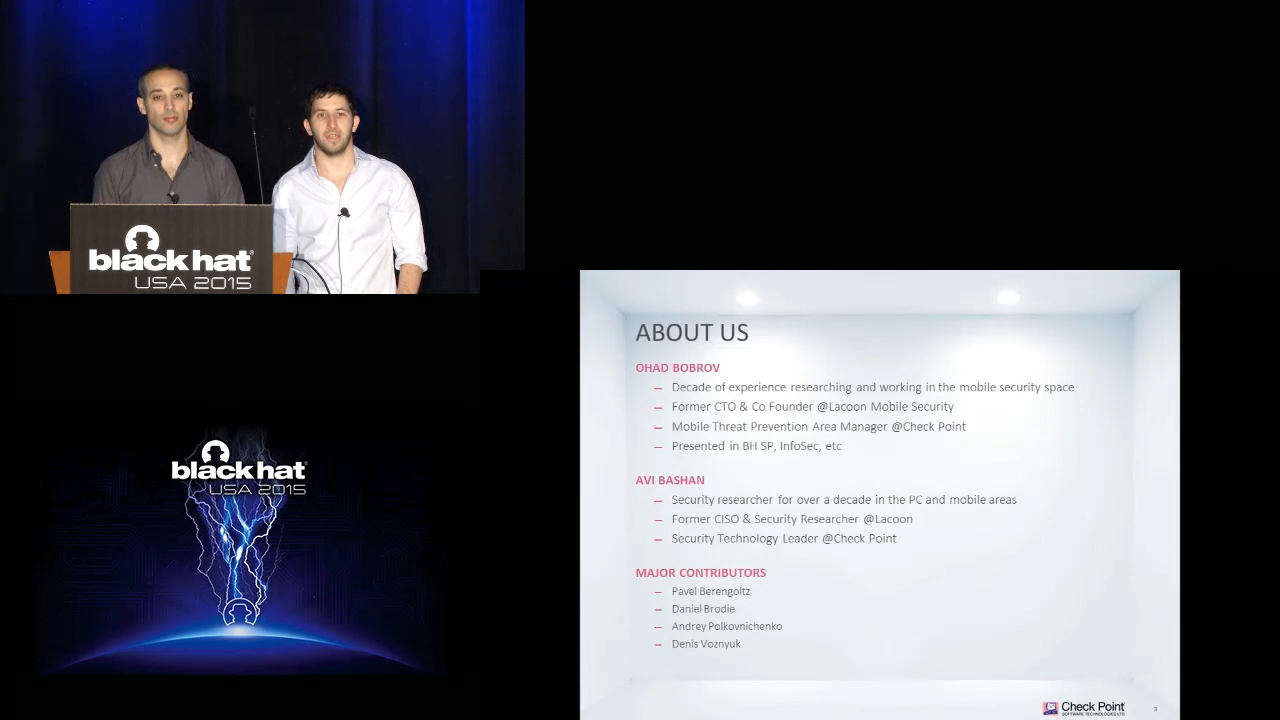 black hat®
USA 2015
black hat®
USA 2015
ABOUT US
OHAD BOBROV
– Decade of experience researching and working in the mobile security space
– Former CTO & Co Founder @Lacoon Mobile Security
– Mobile Threat Prevention Area Manager @Check Point
– Presented in BH SP, InfoSec, etc
AVI BASHAN
– Security researcher for over a decade in the PC and mobile areas
– Former CISO & Security Researcher @Lacoon
– Security Technology Leader @Check Point
MAJOR CONTRIBUTORS
– Pavel Berengoltz
– Daniel Brodie
– Andrey Polkovnichenko
– Denis Voznyuk
Check Point
SOFTWARE TECHNOLOGIES LTD.
3